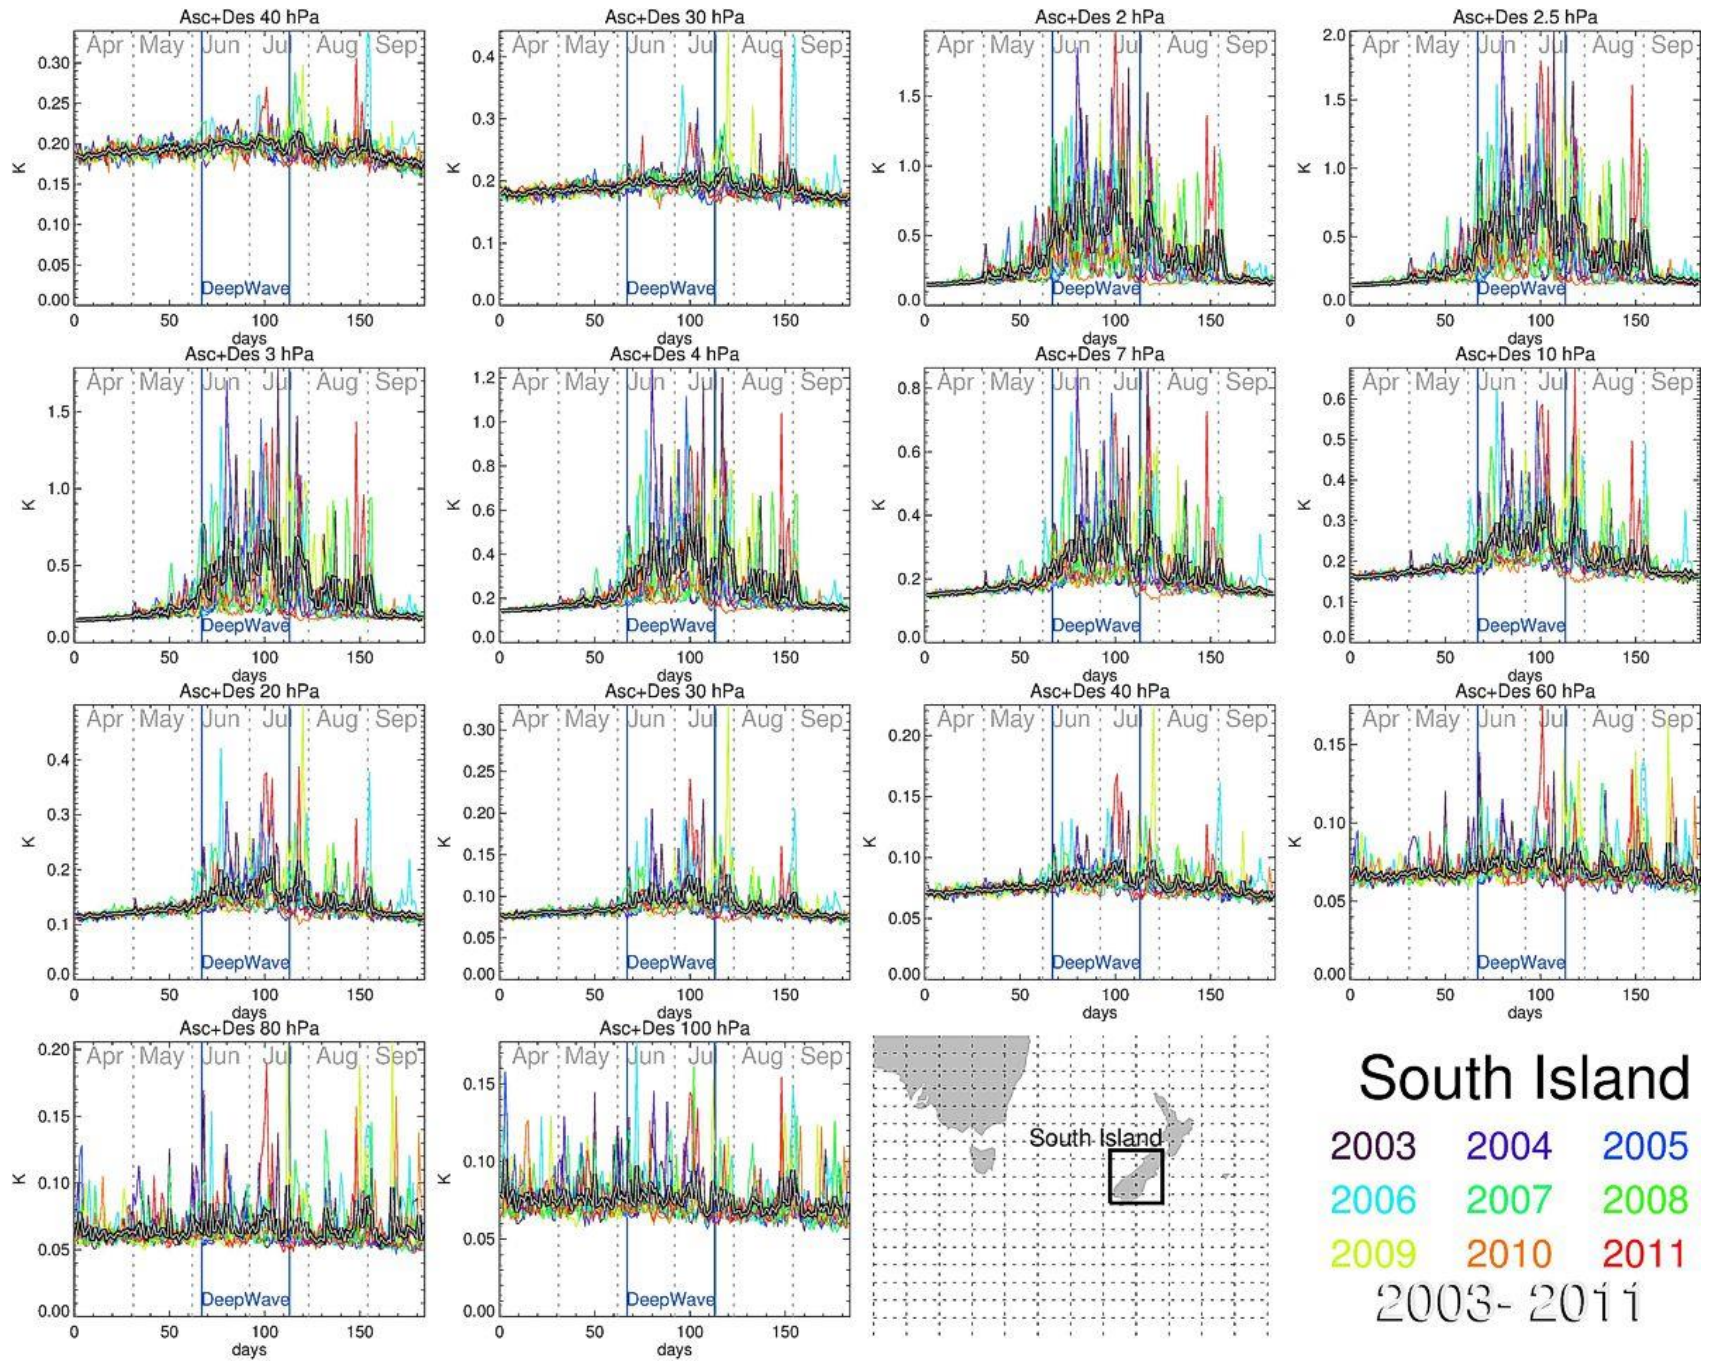 Asc+Des 40 hPa
Apr May Jun Jul Aug Sep
0.30
0.25
0.20
0.15
0.10
0.05
0.00
K
DeepWave
0 50 100 150
days
Asc+Des 30 hPa
Apr May Jun Jul Aug Sep
0.4
0.3
0.2
0.1
0.0
K
DeepWave
0 50 100 150
days
Asc+Des 2 hPa
Apr May Jun Jul Aug Sep
1.5
1.0
0.5
0.0
K
DeepWave
0 50 100 150
days
Asc+Des 2.5 hPa
Apr May Jun Jul Aug Sep
2.0
1.5
1.0
0.5
0.0
K
DeepWave
0 50 100 150
days
Asc+Des 3 hPa
Apr May Jun Jul Aug Sep
1.5
1.0
0.5
0.0
K
DeepWave
0 50 100 150
days
Asc+Des 4 hPa
Apr May Jun Jul Aug Sep
1.2
1.0
0.8
0.6
0.4
0.2
0.0
K
DeepWave
0 50 100 150
days
Asc+Des 7 hPa
Apr May Jun Jul Aug Sep
0.8
0.6
0.4
0.2
0.0
K
DeepWave
0 50 100 150
days
Asc+Des 10 hPa
Apr May Jun Jul Aug Sep
0.6
0.5
0.4
0.3
0.2
0.1
0.0
K
DeepWave
0 50 100 150
days
Asc+Des 20 hPa
Apr May Jun Jul Aug Sep
0.4
0.3
0.2
0.1
0.0
K
DeepWave
0 50 100 150
days
Asc+Des 30 hPa
Apr May Jun Jul Aug Sep
0.30
0.25
0.20
0.15
0.10
0.05
0.00
K
DeepWave
0 50 100 150
days
Asc+Des 40 hPa
Apr May Jun Jul Aug Sep
0.20
0.15
0.10
0.05
0.00
K
DeepWave
0 50 100 150
days
Asc+Des 60 hPa
Apr May Jun Jul Aug Sep
0.15
0.10
0.05
0.00
K
DeepWave
0 50 100 150
days
Asc+Des 80 hPa
Apr May Jun Jul Aug Sep
0.20
0.15
0.10
0.05
0.00
K
DeepWave
0 50 100 150
days
Asc+Des 100 hPa
Apr May Jun Jul Aug Sep
0.15
0.10
0.05
0.00
K
DeepWave
0 50 100 150
days
South Island
South Island
2003 2004 2005
2006 2007 2008
2009 2010 2011
2003- 2011